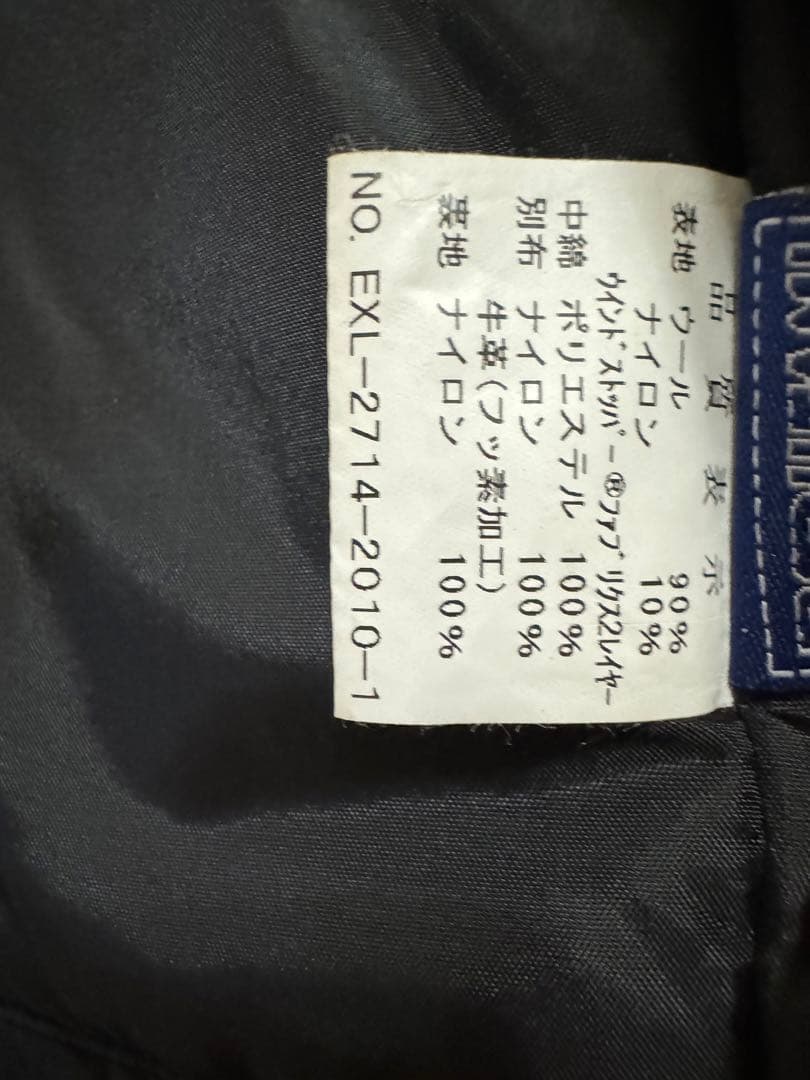 品質表示
表地 ウール 90%
ナイロン 10%
ウインドストッパー®ファブリクス2レイヤー
中綿 ポリエステル 100%
別布 ナイロン 100%
牛革(フッ素加工)
裏地 ナイロン 100%
NO. EXL-2714-2010-1